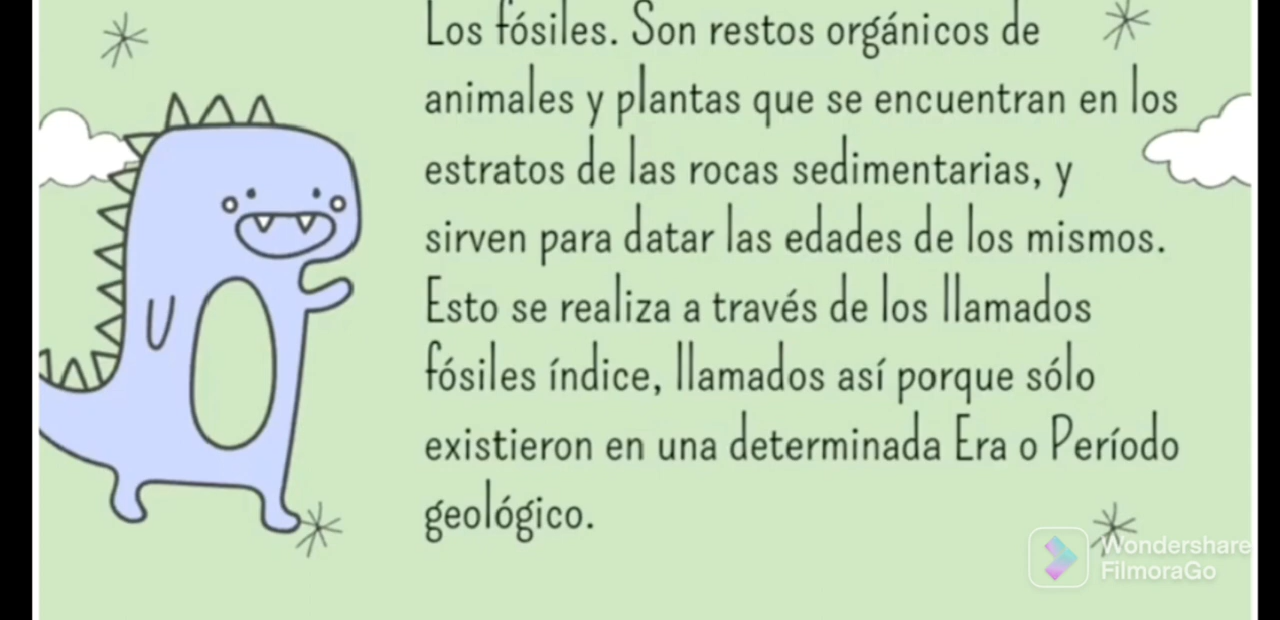 Los fósiles. Son restos orgánicos de
animales y plantas que se encuentran en los
estratos de las rocas sedimentarias, y
sirven para datar las edades de los mismos.
Esto se realiza a través de los llamados
fósiles índice, llamados así porque sólo
existieron en una determinada Era o Período
geológico.
Wondershare
FilmoraGo